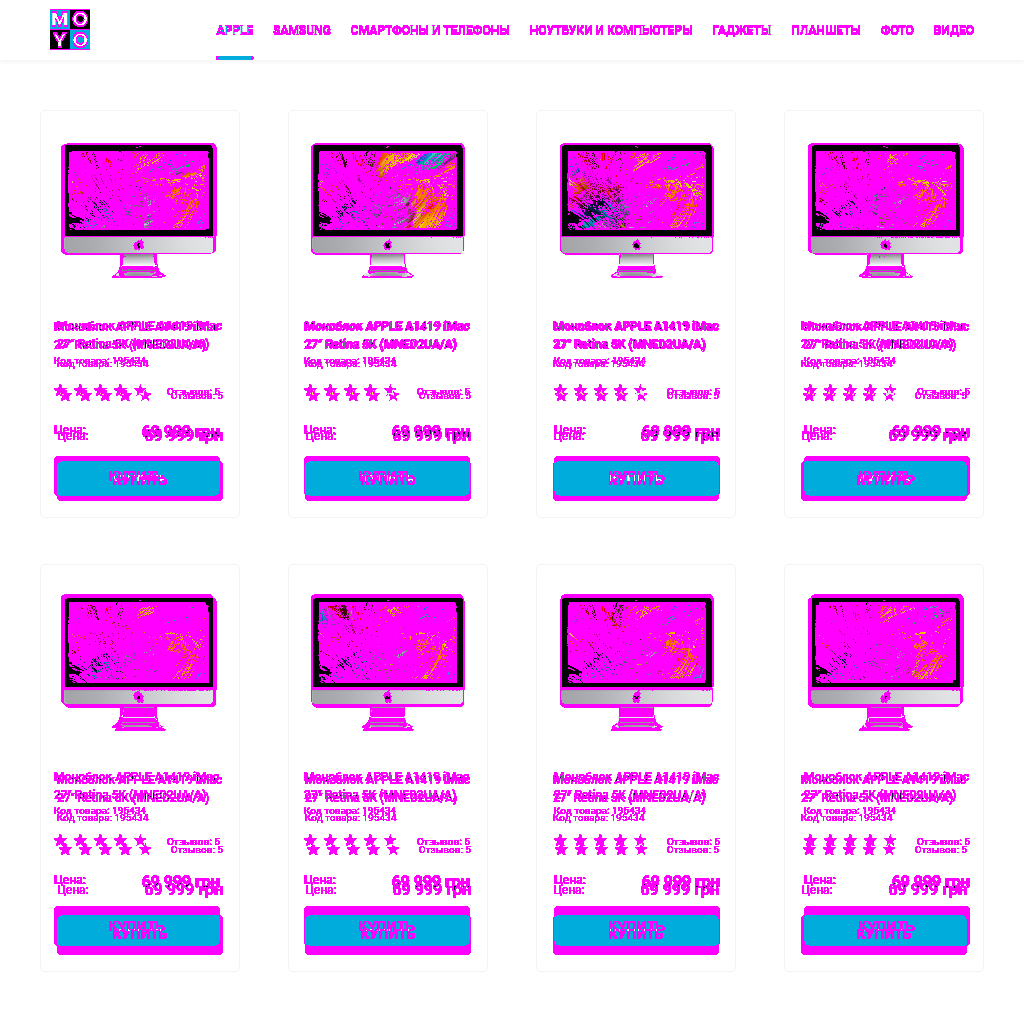 MO
YO
APPLE SAMSUNG СМАРТФОНЫ И ТЕЛЕФОНЫ НОУТБУКИ И КОМПЬЮТЕРЫ ГАДЖЕТЫ ПЛАНШЕТЫ ФОТО ВИДЕО
Моноблок APPLE A1419 iMac
27" Retina 5K (MNED2UA/A)
Код товара: 195434
Отзывов: 5
Цена: 69 999 грн
КУПИТЬ
Моноблок APPLE A1419 iMac
27" Retina 5K (MNED2UA/A)
Код товара: 195434
Отзывов: 5
Цена: 69 999 грн
КУПИТЬ
Моноблок APPLE A1419 iMac
27" Retina 5K (MNED2UA/A)
Код товара: 195434
Отзывов: 5
Цена: 69 999 грн
КУПИТЬ
Моноблок APPLE A1419 iMac
27" Retina 5K (MNED2UA/A)
Код товара: 195434
Отзывов: 5
Цена: 69 999 грн
КУПИТЬ
Моноблок APPLE A1419 iMac
27" Retina 5K (MNED2UA/A)
Код товара: 195434
Отзывов: 5
Цена: 69 999 грн
КУПИТЬ
Моноблок APPLE A1419 iMac
27" Retina 5K (MNED2UA/A)
Код товара: 195434
Отзывов: 5
Цена: 69 999 грн
КУПИТЬ
Моноблок APPLE A1419 iMac
27" Retina 5K (MNED2UA/A)
Код товара: 195434
Отзывов: 5
Цена: 69 999 грн
КУПИТЬ
Моноблок APPLE A1419 iMac
27" Retina 5K (MNED2UA/A)
Код товара: 195434
Отзывов: 5
Цена: 69 999 грн
КУПИТЬ